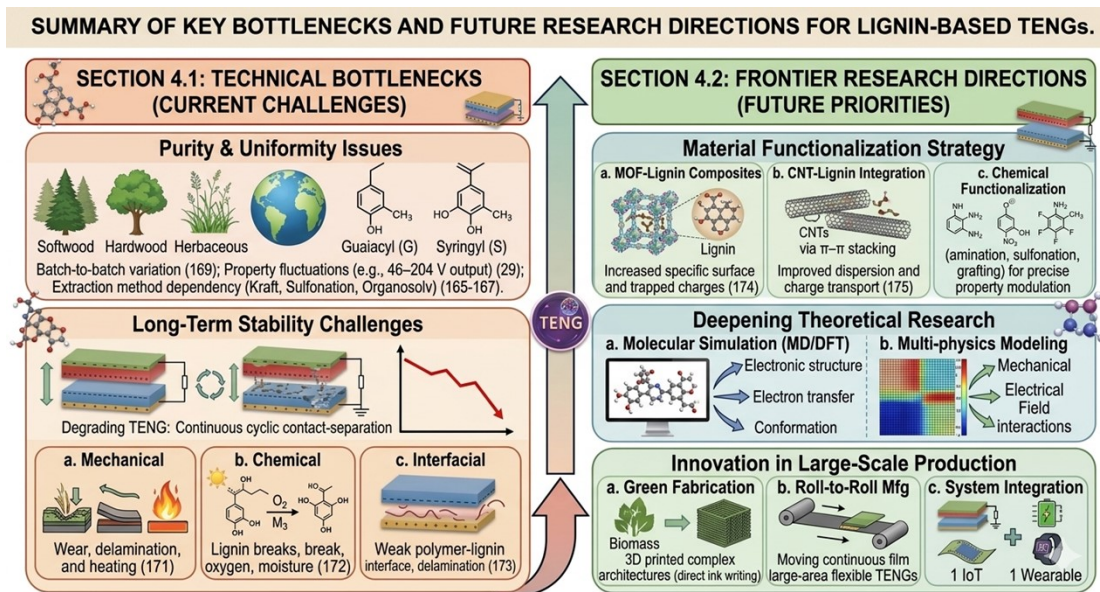 SUMMARY OF KEY BOTTLENECKS AND FUTURE RESEARCH DIRECTIONS FOR LIGNIN-BASED TENGs.
SECTION 4.1: TECHNICAL BOTTLENECKS
(CURRENT CHALLENGES)
Purity & Uniformity Issues
Softwood
Hardwood
Herbaceous
CH₃
OH
Guaiacyl (G)
HO
CH₃
OH
Syringyl (S)
Batch-to-batch variation (169); Property fluctuations (e.g., 46–204 V output) (29);
Extraction method dependency (Kraft, Sulfonation, Organosolv) (165-167).
Long-Term Stability Challenges
Degrading TENG: Continuous cyclic contact-separation
a. Mechanical
Wear, delamination,
and heating (171)
b. Chemical
O₂
M₃
Lignin breaks, break,
oxygen, moisture (172)
c. Interfacial
Weak polymer-lignin
interface, delamination (173)
TENG
SECTION 4.2: FRONTIER RESEARCH DIRECTIONS
(FUTURE PRIORITIES)
Material Functionalization Strategy
a. MOF-Lignin Composites
Lignin
Increased specific surface
and trapped charges (174)
b. CNT-Lignin Integration
CNTs
via π–π stacking
Improved dispersion and
charge transport (175)
c. Chemical
Functionalization
(amination, sulfonation,
grafting) for precise
property modulation
Deepening Theoretical Research
a. Molecular Simulation (MD/DFT)
Electronic structure
Electron transfer
Conformation
b. Multi-physics Modeling
Mechanical
Electrical
Field
interactions
Innovation in Large-Scale Production
a. Green Fabrication
Biomass
3D printed complex
architectures (direct ink writing)
b. Roll-to-Roll Mfg
Moving continuous film
large-area flexible TENGs
c. System Integration
1 IoT
1 Wearable